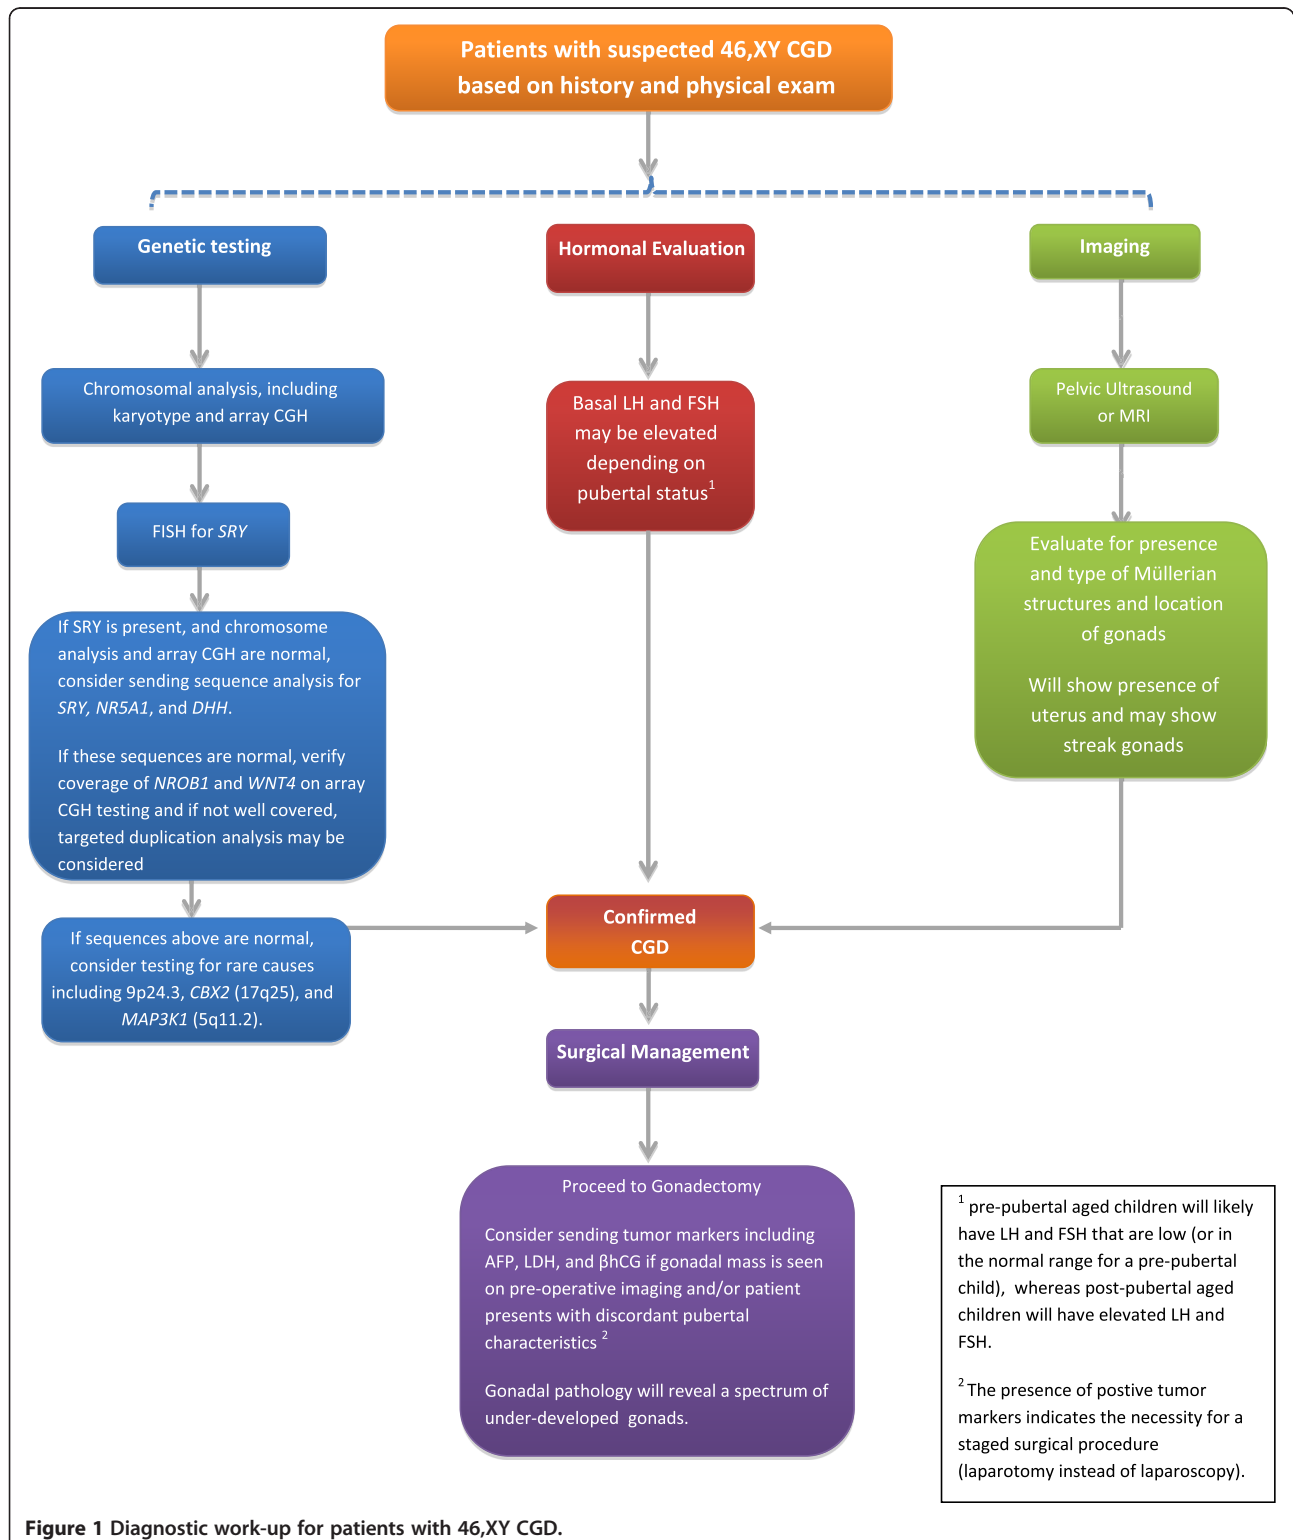 Patients with suspected 46,XY CGD
based on history and physical exam
Genetic testing
Hormonal Evaluation
Imaging
Chromosomal analysis, including
karyotype and array CGH
Basal LH and FSH
may be elevated
depending on
pubertal status1
Pelvic Ultrasound
or MRI
FISH for SRY
Evaluate for presence
and type of Müllerian
structures and location
of gonads
Will show presence of
uterus and may show
streak gonads
If SRY is present, and chromosome
analysis and array CGH are normal,
consider sending sequence analysis for
SRY, NR5A1, and DHH.
If these sequences are normal, verify
coverage of NROB1 and WNT4 on array
CGH testing and if not well covered,
targeted duplication analysis may be
considered
If sequences above are normal,
consider testing for rare causes
including 9p24.3, CBX2 (17q25), and
MAP3K1 (5q11.2).
Confirmed
CGD
Surgical Management
Proceed to Gonadectomy
Consider sending tumor markers including
AFP, LDH, and βhCG if gonadal mass is seen
on pre-operative imaging and/or patient
presents with discordant pubertal
characteristics 2
Gonadal pathology will reveal a spectrum of
under-developed gonads.
1 pre-pubertal aged children will likely
have LH and FSH that are low (or in
the normal range for a pre-pubertal
child), whereas post-pubertal aged
children will have elevated LH and
FSH.
2 The presence of postive tumor
markers indicates the necessity for a
staged surgical procedure
(laparotomy instead of laparoscopy).
Figure 1 Diagnostic work-up for patients with 46,XY CGD.